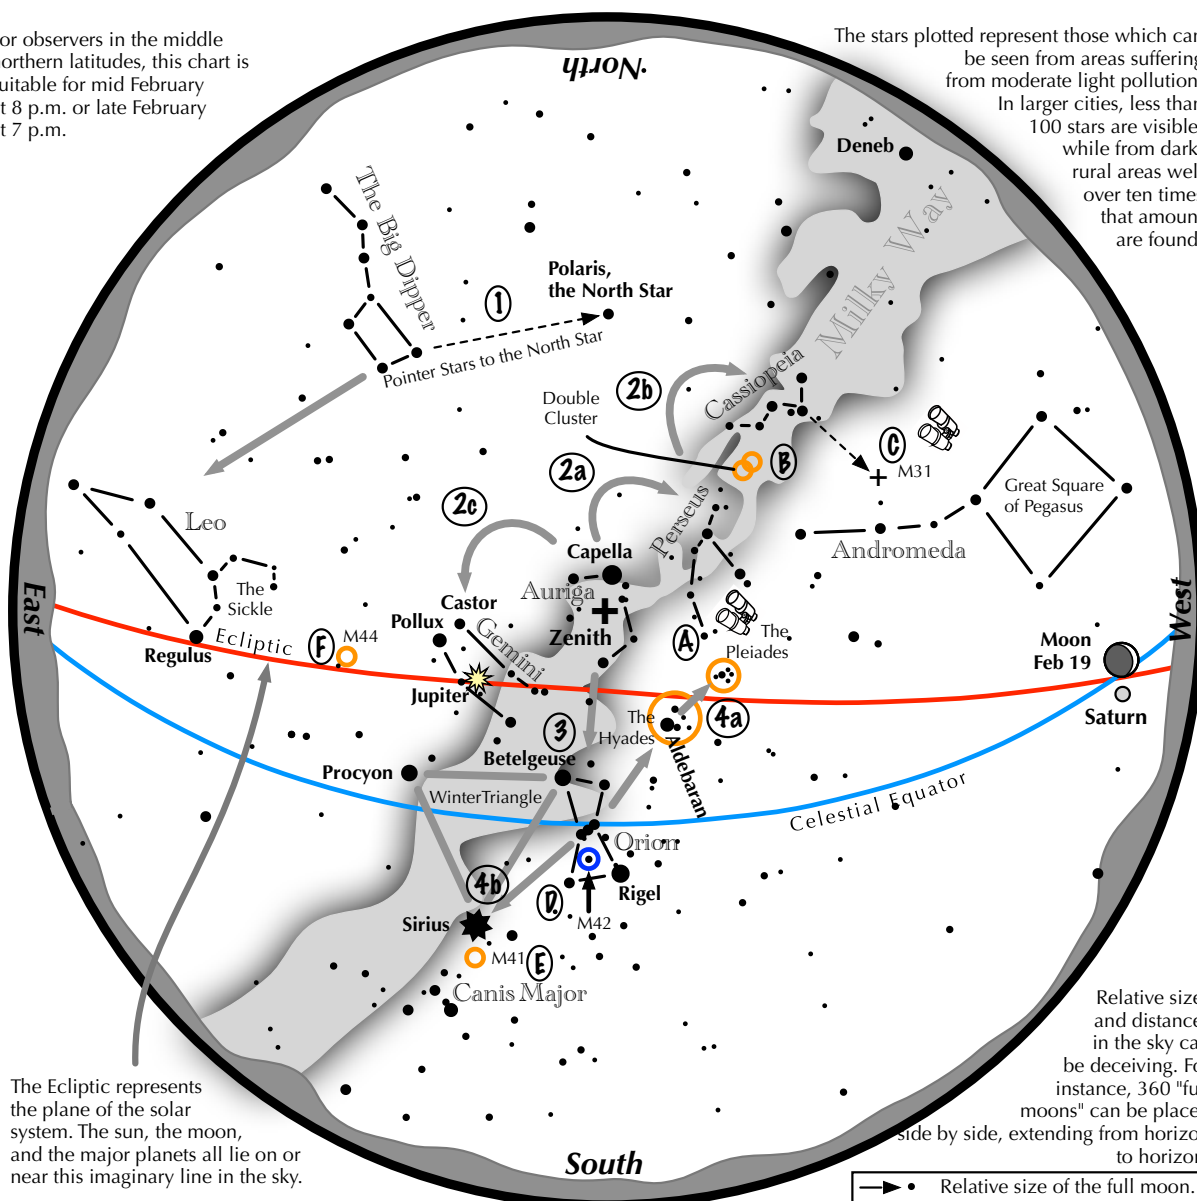 or observers in the middle
northern latitudes, this chart is
uitable for mid February
t 8 p.m. or late February
t 7 p.m.
The stars plotted represent those which can
be seen from areas suffering
from moderate light pollution
In larger cities, less than
100 stars are visible
while from dark
rural areas wel
over ten time
that amoun
are found
North
Deneb
Milky Way
The Big Dipper
Polaris,
the North Star
1
Pointer Stars to the North Star
Cassiopeia
2b
Double
Cluster
B
C
M31
2a
2c
Perseus
Great Square
of Pegasus
Andromeda
Leo
The
Sickle
Capella
Auriga
Zenith
Castor
Pollux
Gemini
East
West
Regulus
Ecliptic
F
M44
A
The
Pleiades
Moon
Feb 19
Saturn
Jupiter
3
The
Hyades
4a
Aldebaran
Betelgeuse
Procyon
WinterTriangle
Celestial Equator
Orion
4b
D.
Rigel
M42
Sirius
M41
E
Canis Major
The Ecliptic represents
the plane of the solar
system. The sun, the moon,
and the major planets all lie on or
near this imaginary line in the sky.
Relative size
and distance
in the sky ca
be deceiving. Fo
instance, 360 "fu
moons" can be place
side by side, extending from horizo
to horizon
South
Relative size of the full moon.